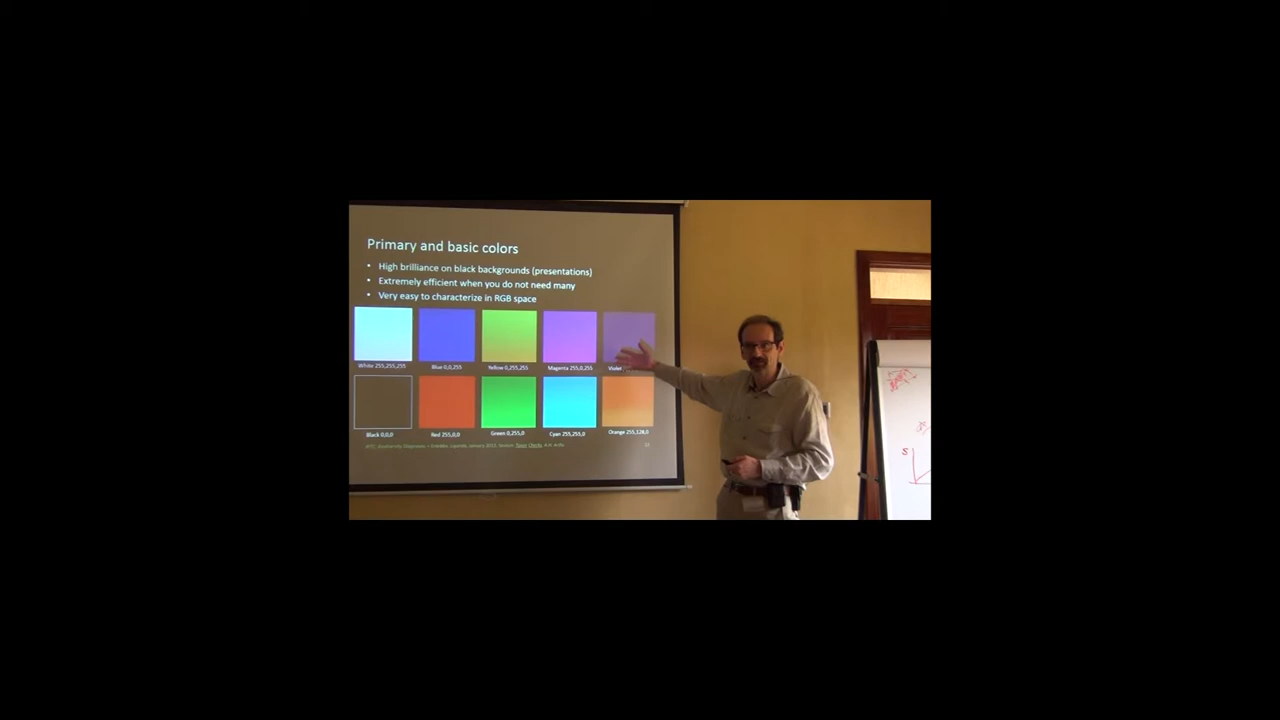 Primary and basic colors
• High brilliance on black backgrounds (presentations)
• Extremely efficient when you do not need many
• Very easy to characterize in RGB space
White 255,255,255
Blue 0,0,255
Yellow 0,255,255
Magenta 255,0,255
Violet
Black 0,0,0
Red 255,0,0
Green 0,255,0
Cyan 255,255,0
Orange 255,128,0
S